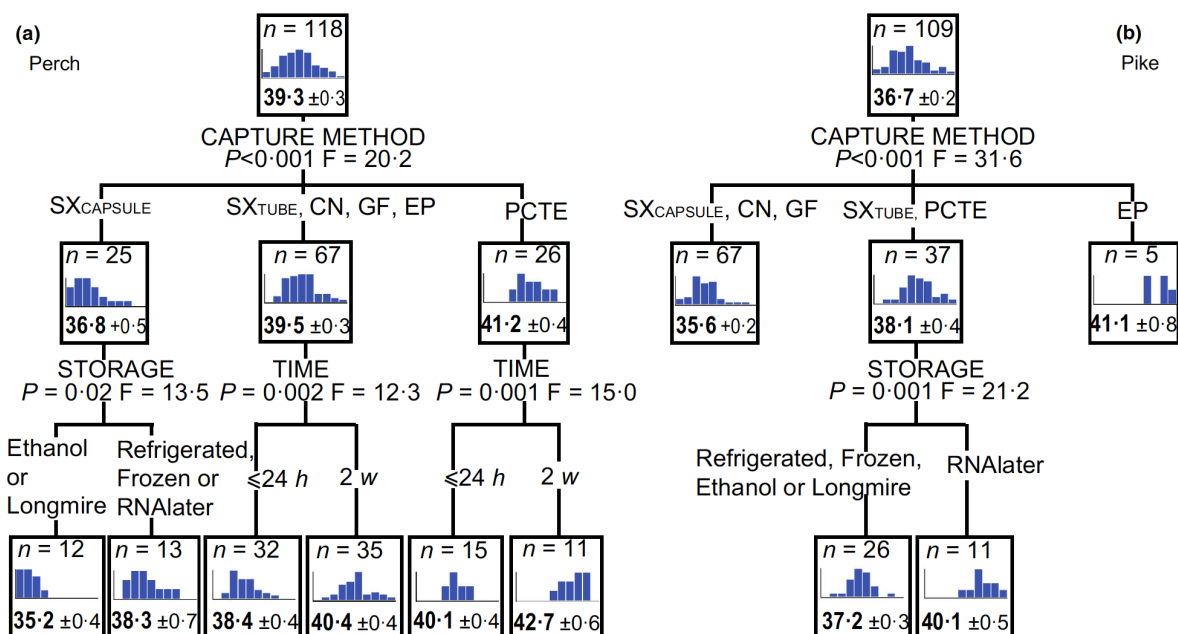 (a)
Perch
n = 118
39·3 ±0·3
CAPTURE METHOD
P<0·001 F = 20·2
SXCAPSULE
SXTUBE, CN, GF, EP
PCTE
n = 25
36·8 +0·5
n = 67
39·5 ±0·3
n = 26
41·2 ±0·4
STORAGE
P = 0·02 F = 13·5
TIME
P = 0·002 F = 12·3
TIME
P = 0·001 F = 15·0
Ethanol
or
Longmire
Refrigerated,
Frozen or
RNAlater
⩽24 h
2 w
⩽24 h
2 w
n = 12
35·2 ±0·4
n = 13
38·3 ±0·7
n = 32
38·4 ±0·4
n = 35
40·4 ±0·4
n = 15
40·1 ±0·4
n = 11
42·7 ±0·6
(b)
Pike
n = 109
36·7 ±0·2
CAPTURE METHOD
P<0·001 F = 31·6
SXCAPSULE, CN, GF
SXTUBE, PCTE
EP
n = 67
35·6 +0·2
n = 37
38·1 ±0·4
n = 5
41·1 ±0·8
STORAGE
P = 0·001 F = 21·2
Refrigerated, Frozen,
Ethanol or Longmire
RNAlater
n = 26
37·2 ±0·3
n = 11
40·1 ±0·5